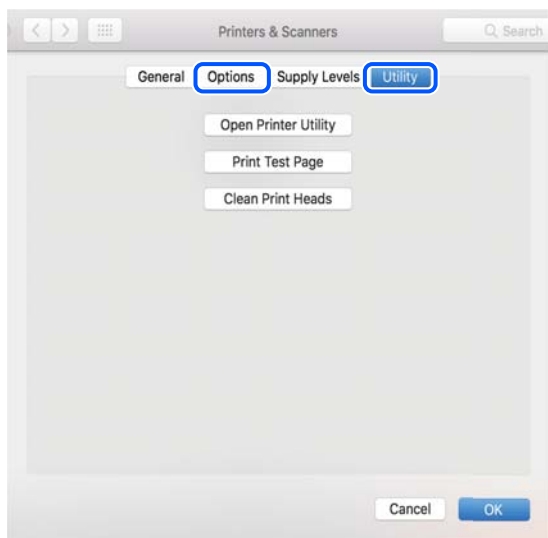 Printers & Scanners Search
General Options Supply Levels Utility
Open Printer Utility
Print Test Page
Clean Print Heads
Cancel OK